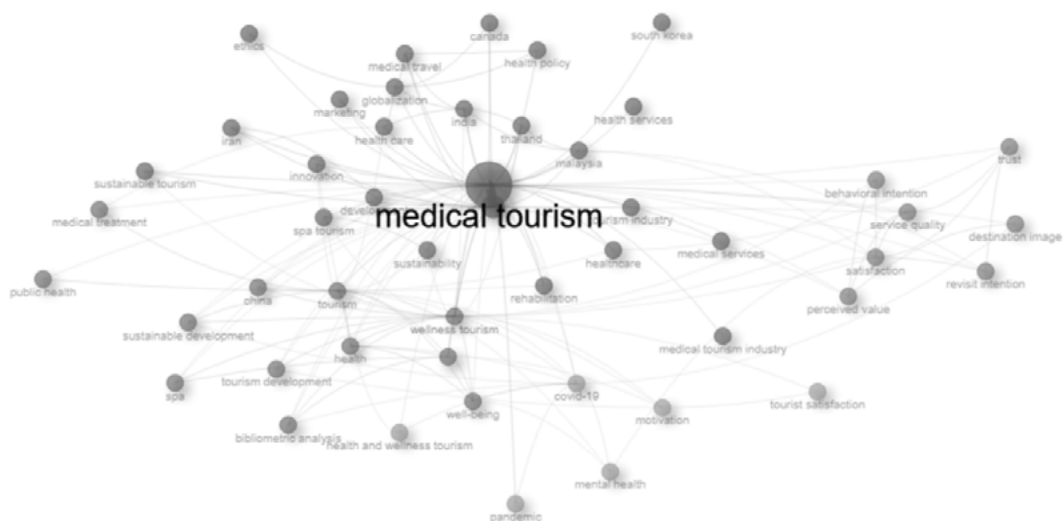 canada
south korea
ethics
medical travel
health policy
globalization
marketing
india
health services
iran
health care
thailand
malaysia
trust
innovation
sustainable tourism
behavioral intention
medical tourism
medical treatment
spa tourism
service quality
destination image
medical services
sustainability
healthcare
satisfaction
revisit intention
public health
china
tourism
rehabilitation
perceived value
wellness tourism
sustainable development
medical tourism industry
health
spa
tourism development
well-being
covid-19
tourist satisfaction
motivation
bibliometric analysis
health and wellness tourism
mental health
pandemic